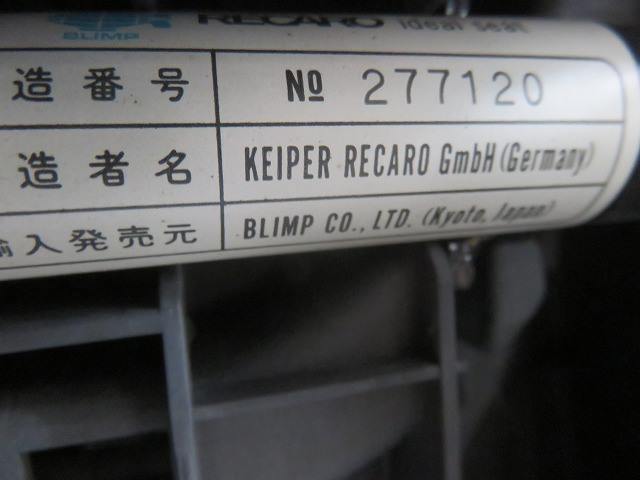 BLIMP RECARO ideal seat
造番号 No 277120
造者名 KEIPER RECARO GmbH (Germany)
輸入発売元 BLIMP CO., LTD. (Kyoto, Japan)